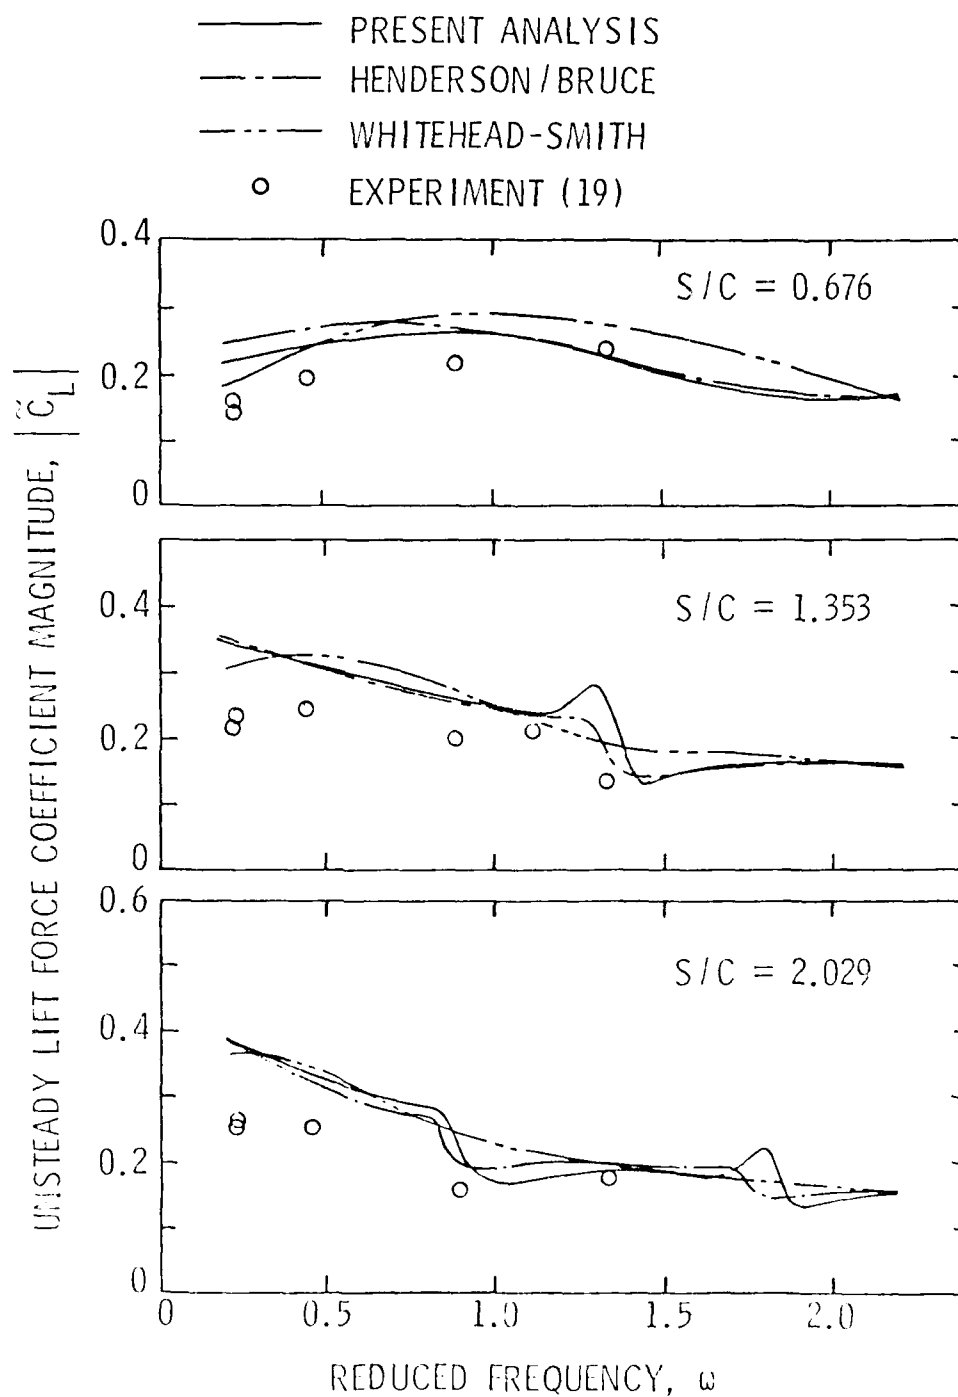 PRESENT ANALYSIS
HENDERSON/BRUCE
WHITEHEAD-SMITH
EXPERIMENT (19)
0.4
S/C = 0.676
0.2
0
0.4
S/C = 1.353
0.2
0
0.6
S/C = 2.029
0.4
0.2
0
0 0.5 1.0 1.5 2.0
REDUCED FREQUENCY, ω
UNSTEADY LIFT FORCE COEFFICIENT MAGNITUDE, |C̃_L|